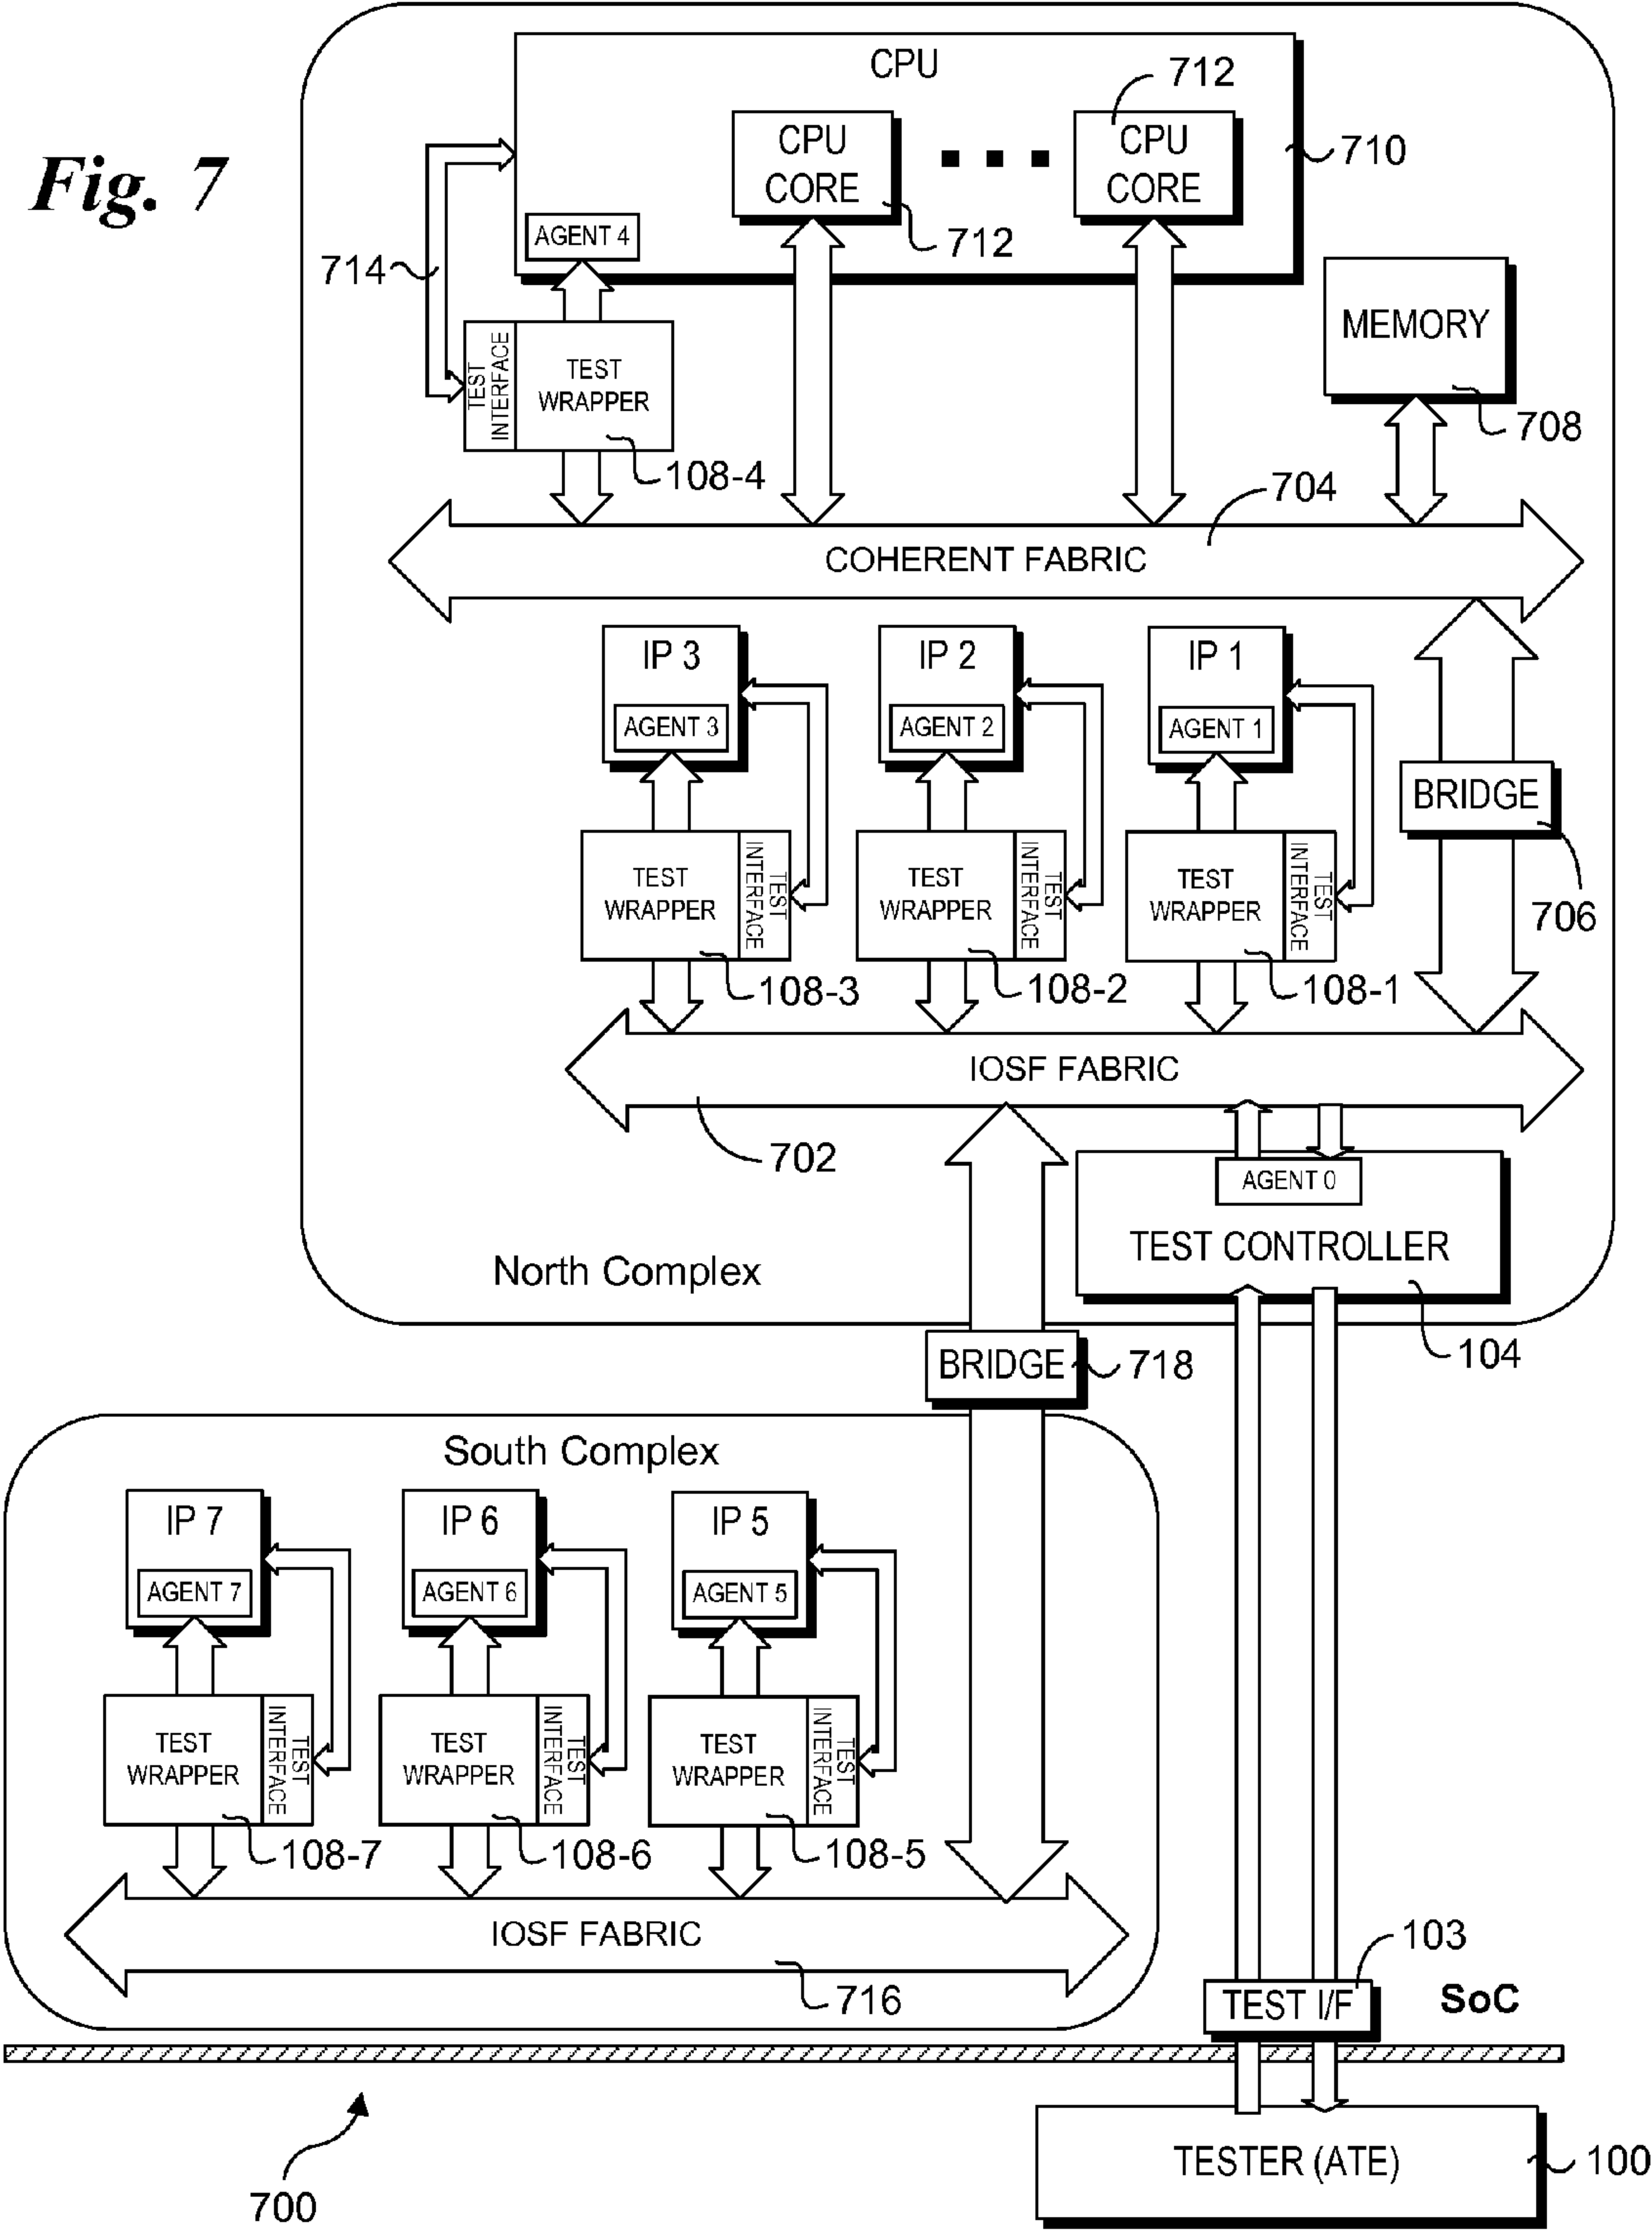 Fig. 7
CPU
712
CPU
CORE
CPU
CORE
710
712
AGENT 4
714
TEST
INTERFACE
TEST
WRAPPER
108-4
MEMORY
708
704
COHERENT FABRIC
IP 3
AGENT 3
IP 2
AGENT 2
IP 1
AGENT 1
BRIDGE
706
TEST
WRAPPER
TEST
INTERFACE
108-3
TEST
WRAPPER
TEST
INTERFACE
108-2
TEST
WRAPPER
TEST
INTERFACE
108-1
IOSF FABRIC
702
AGENT 0
TEST CONTROLLER
104
North Complex
BRIDGE
718
South Complex
IP 7
AGENT 7
IP 6
AGENT 6
IP 5
AGENT 5
TEST
WRAPPER
TEST
INTERFACE
108-7
TEST
WRAPPER
TEST
INTERFACE
108-6
TEST
WRAPPER
TEST
INTERFACE
108-5
IOSF FABRIC
716
103
TEST I/F
SoC
700
TESTER (ATE)
100